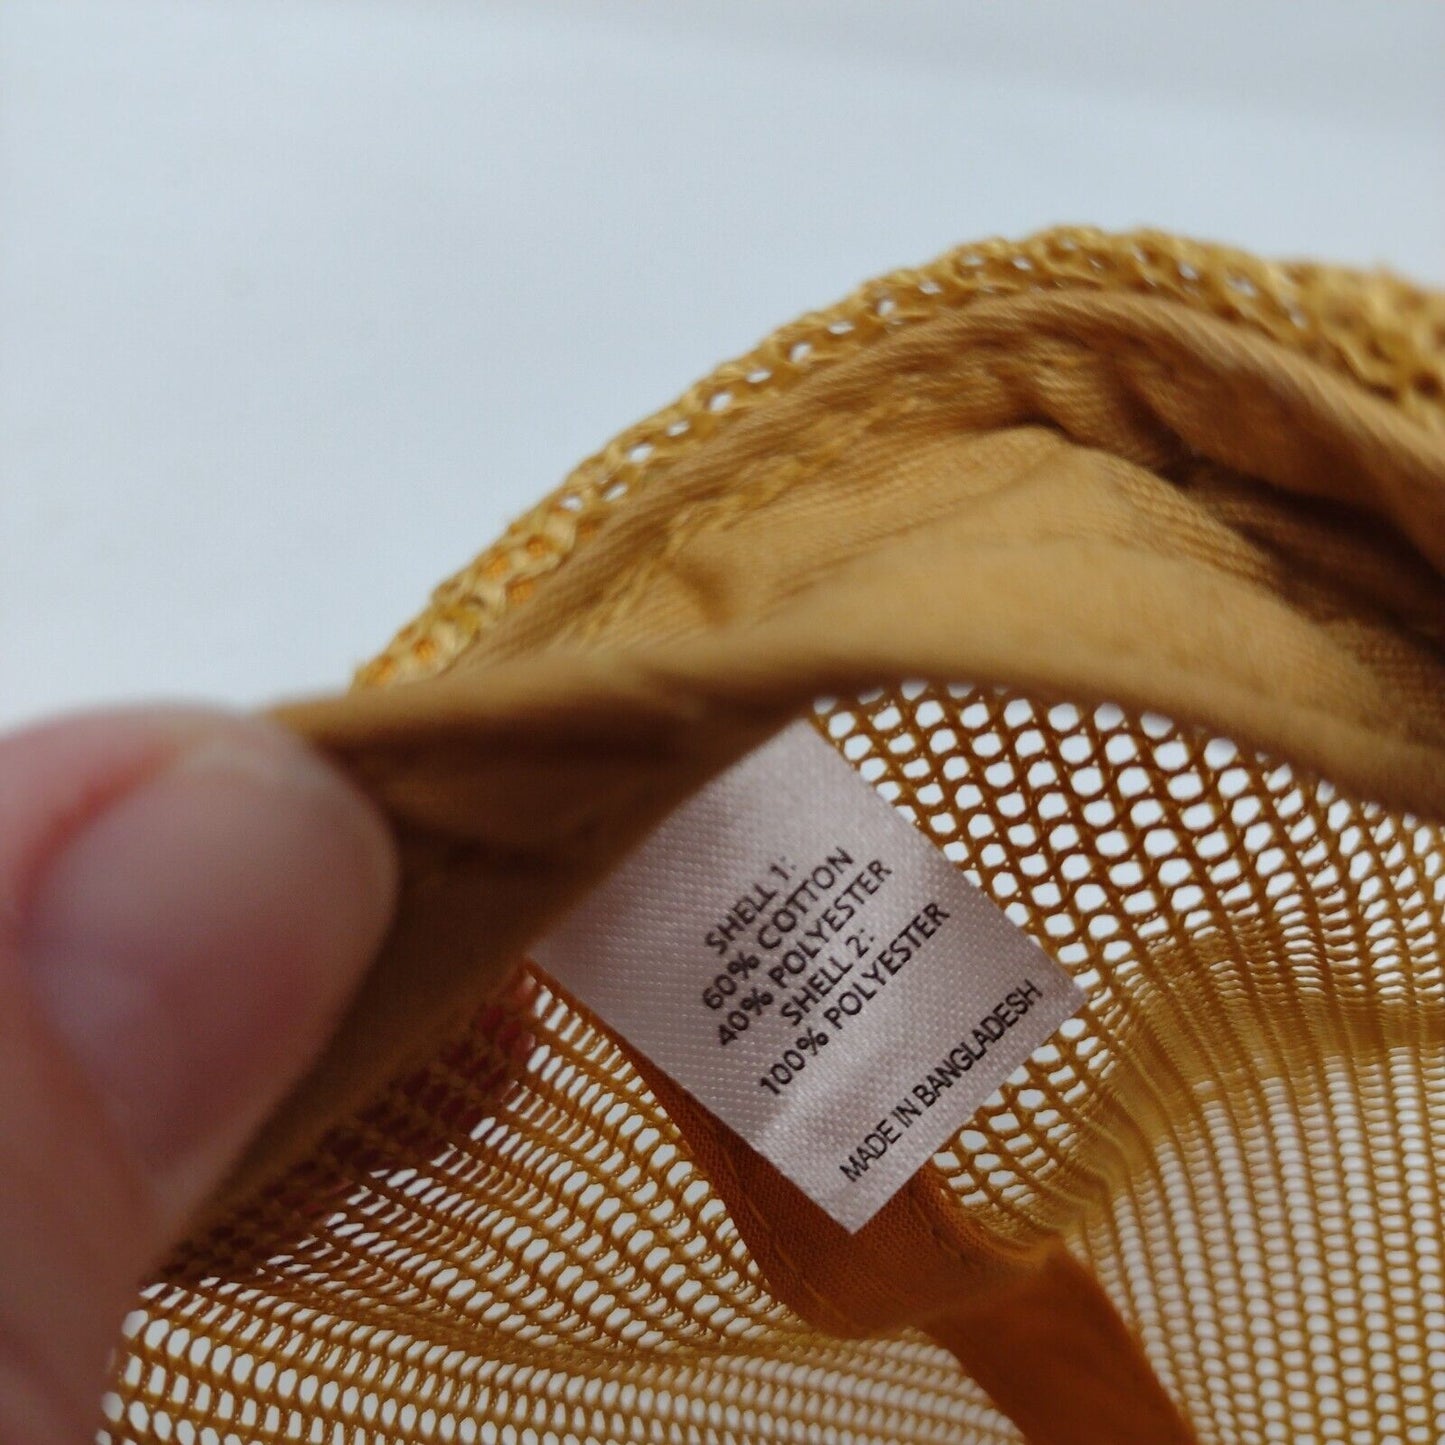 SHELL 1:
60% COTTON
40% POLYESTER
SHELL 2:
100% POLYESTER
MADE IN BANGLADESH